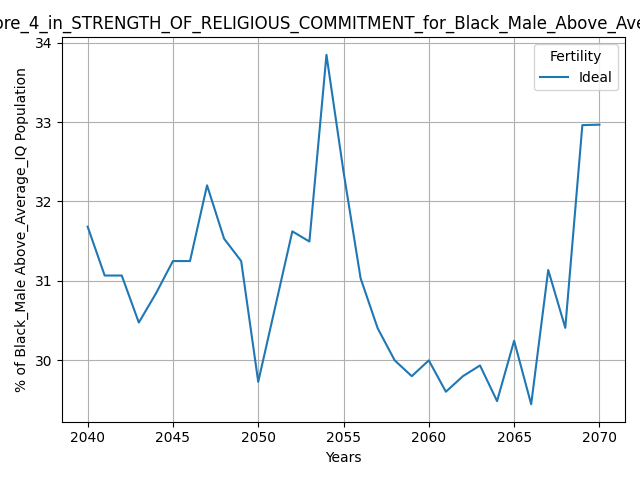 ore_4_in_STRENGTH_OF_RELIGIOUS_COMMITMENT_for_Black_Male_Above_Ave
34
33
32
31
30
% of Black_Male Above_Average_IQ Population
Fertility
Ideal
2040 2045 2050 2055 2060 2065 2070
Years